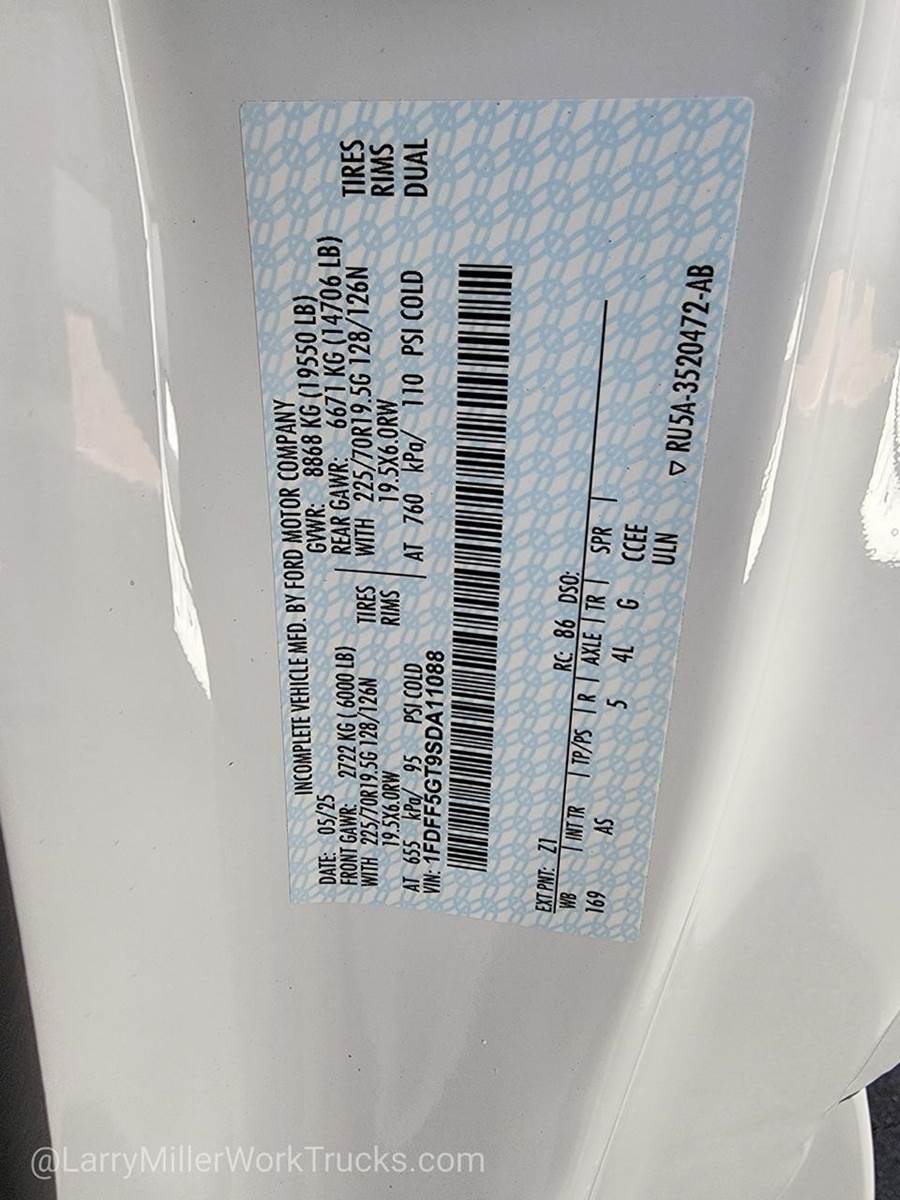 INCOMPLETE VEHICLE MFD. BY FORD MOTOR COMPANY
DATE: 05/25 GVWR: 8868 KG (19550 LB)
FRONT GAWR: 2722 KG ( 6000 LB) REAR GAWR: 6671 KG (14706 LB)
WITH 225/70R19.5G 128/126N TIRES WITH 225/70R19.5G 128/126N TIRES
19.5X6.0RW RIMS 19.5X6.0RW RIMS
AT 655 kPa/ 95 PSI COLD AT 760 kPa/ 110 PSI COLD DUAL
VIN: 1FDFF5GT9SDA11088
EXT PNT: Z1 RC: 86 DSO:
WB | INT TR | TP/PS | R | AXLE | TR | SPR |
169 AS 5 4L G CCEE
ULN
▽ RU5A-3520472-AB
@LarryMillerWorkTrucks.com